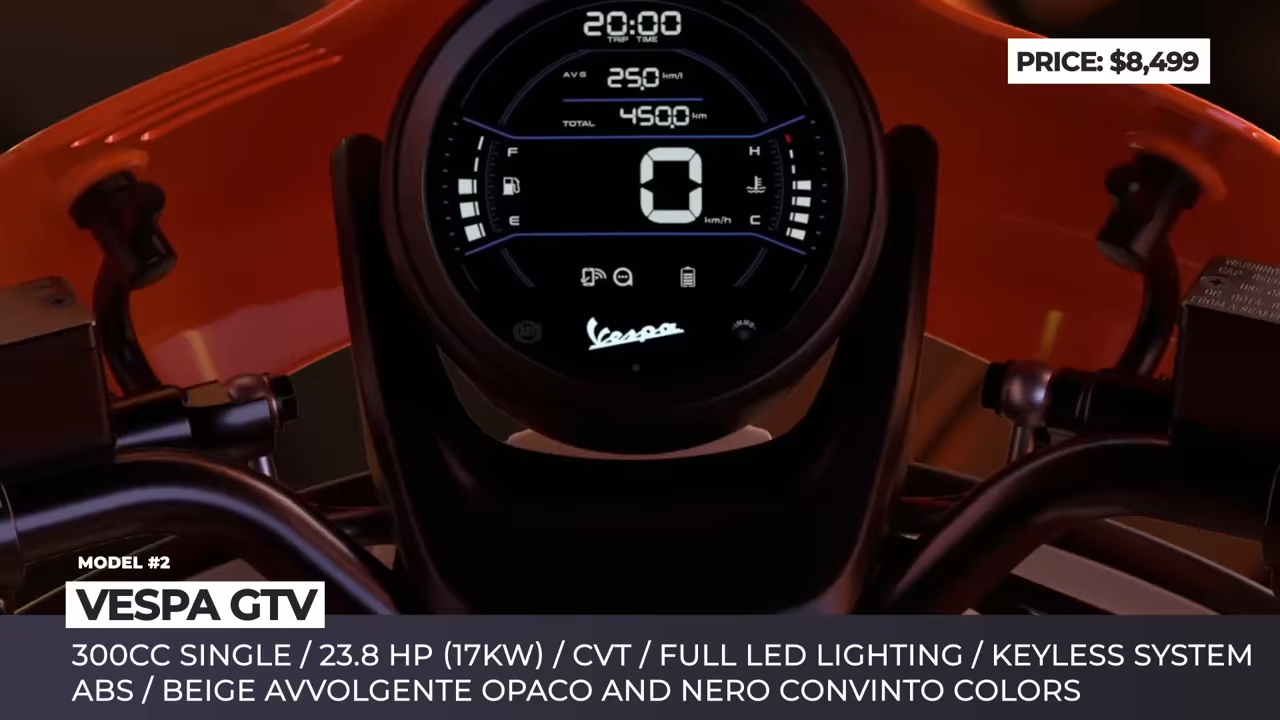 20:00
TRIP TIME
PRICE: $8,499
AVG 25.0 km/l
TOTAL 450.0 km
F H
0 km/h
E C
Vespa
WARNING
MODEL #2
VESPA GTV
300CC SINGLE / 23.8 HP (17KW) / CVT / FULL LED LIGHTING / KEYLESS SYSTEM
ABS / BEIGE AVVOLGENTE OPACO AND NERO CONVINTO COLORS